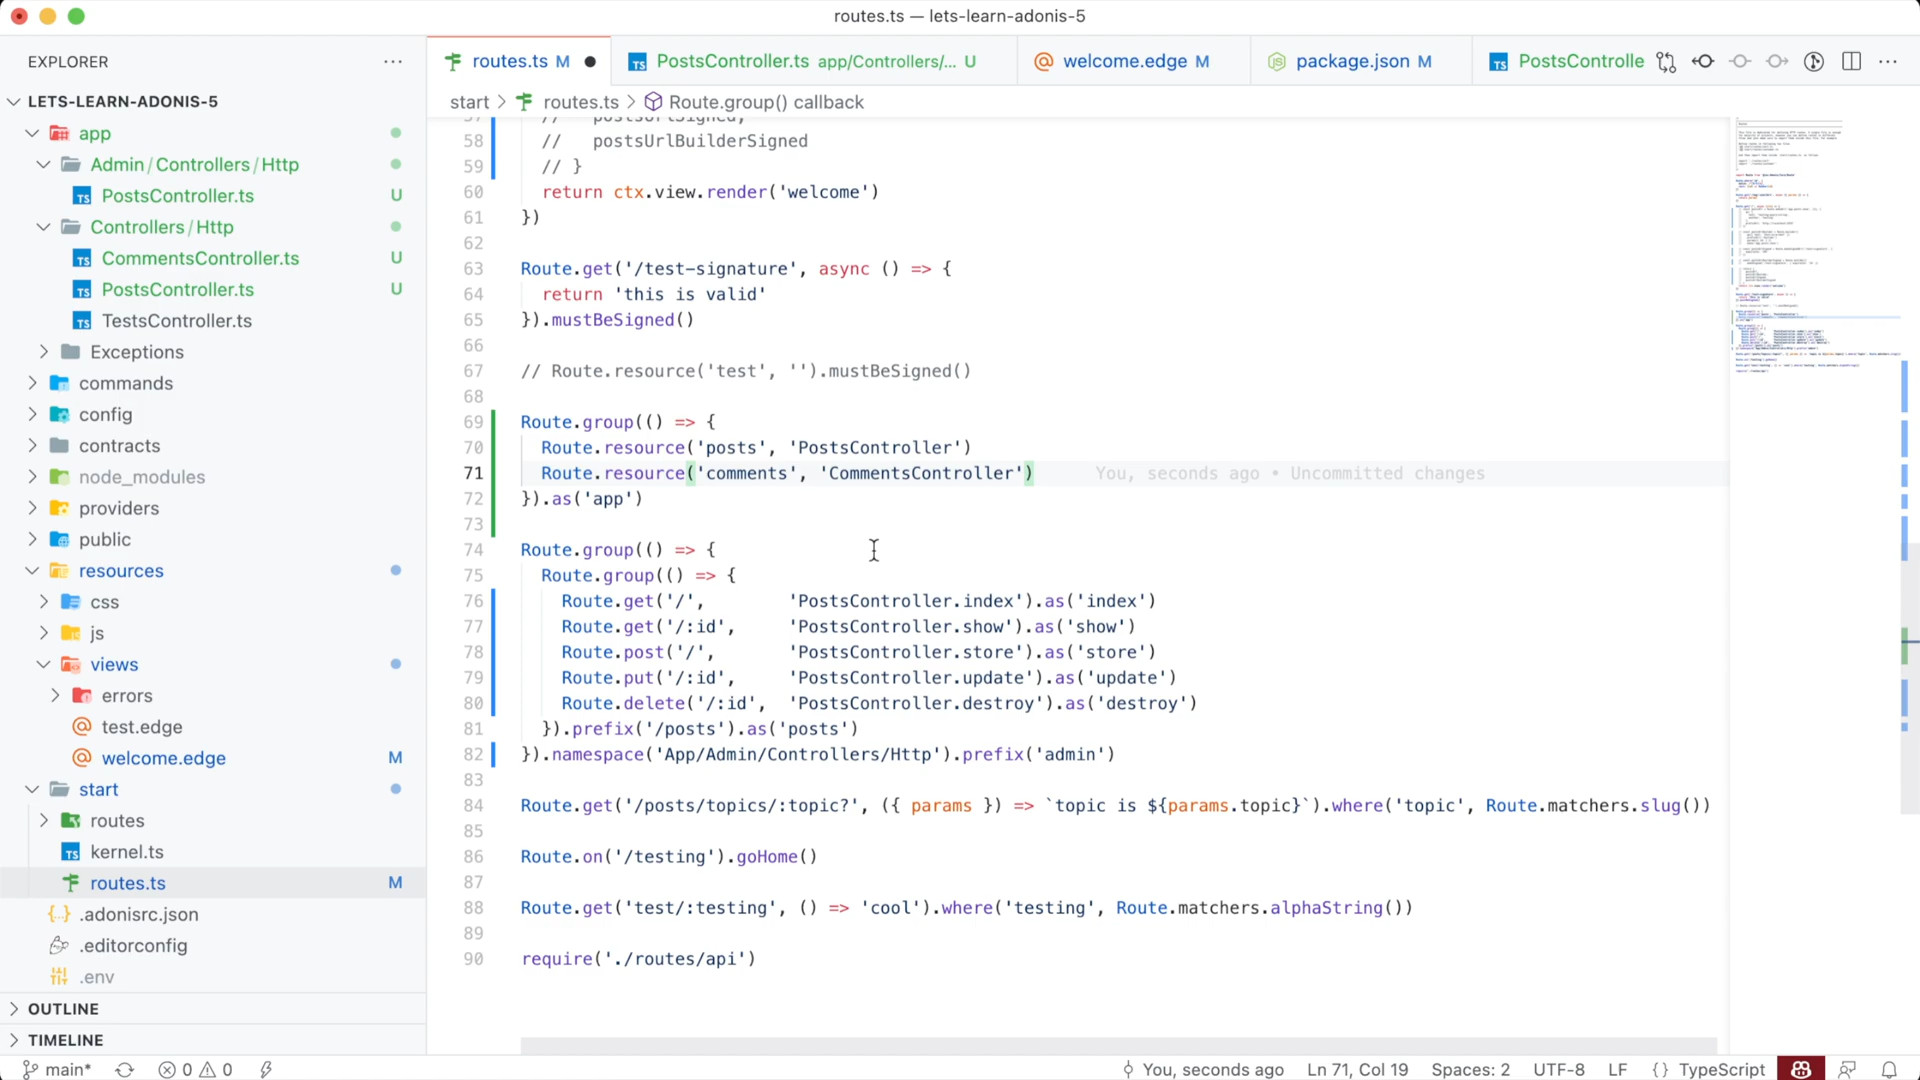 routes.ts — lets-learn-adonis-5
EXPLORER
LETS-LEARN-ADONIS-5
app
Admin / Controllers / Http
PostsController.ts U
Controllers / Http
CommentsController.ts U
PostsController.ts U
TestsController.ts
Exceptions
commands
config
contracts
node_modules
providers
public
resources
css
js
views
errors
test.edge
welcome.edge M
start
routes
kernel.ts
routes.ts M
.adonisrc.json
.editorconfig
.env
OUTLINE
TIMELINE
routes.ts M
PostsController.ts app/Controllers/... U
welcome.edge M
package.json M
PostsControlle
start > routes.ts > Route.group() callback
57 // postsUrlSigned,
58 // postsUrlBuilderSigned
59 // }
60 return ctx.view.render('welcome')
61 })
62
63 Route.get('/test-signature', async () => {
64 return 'this is valid'
65 }).mustBeSigned()
66
67 // Route.resource('test', '').mustBeSigned()
68
69 Route.group(() => {
70 Route.resource('posts', 'PostsController')
71 Route.resource('comments', 'CommentsController') You, seconds ago • Uncommitted changes
72 }).as('app')
73
74 Route.group(() => {
75 Route.group(() => {
76 Route.get('/', 'PostsController.index').as('index')
77 Route.get('/:id', 'PostsController.show').as('show')
78 Route.post('/', 'PostsController.store').as('store')
79 Route.put('/:id', 'PostsController.update').as('update')
80 Route.delete('/:id', 'PostsController.destroy').as('destroy')
81 }).prefix('/posts').as('posts')
82 }).namespace('App/Admin/Controllers/Http').prefix('admin')
83
84 Route.get('/posts/topics/:topic?', ({ params }) => `topic is ${params.topic}`).where('topic', Route.matchers.slug())
85
86 Route.on('/testing').goHome()
87
88 Route.get('test/:testing', () => 'cool').where('testing', Route.matchers.alphaString())
89
90 require('./routes/api')
main* 0 0 You, seconds ago Ln 71, Col 19 Spaces: 2 UTF-8 LF {} TypeScript